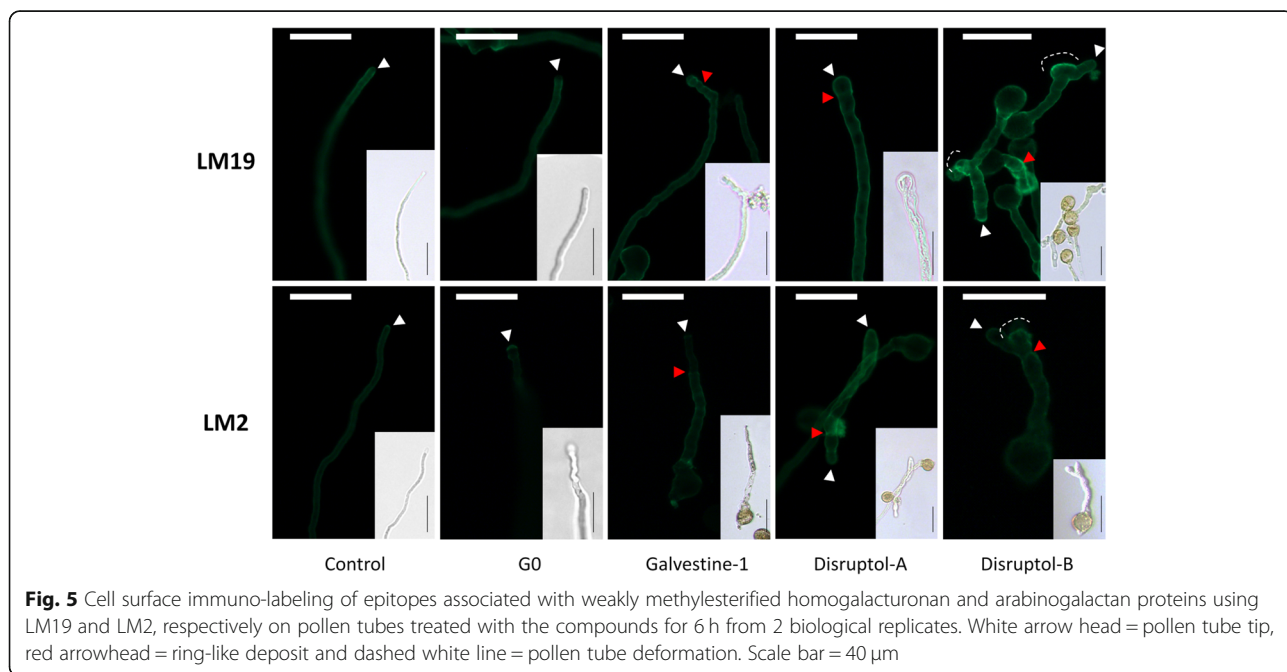 LM19
LM2
Control G0 Galvestine-1 Disruptol-A Disruptol-B
Fig. 5 Cell surface immuno-labeling of epitopes associated with weakly methylesterified homogalacturonan and arabinogalactan proteins using
LM19 and LM2, respectively on pollen tubes treated with the compounds for 6 h from 2 biological replicates. White arrow head = pollen tube tip,
red arrowhead = ring-like deposit and dashed white line = pollen tube deformation. Scale bar = 40 μm